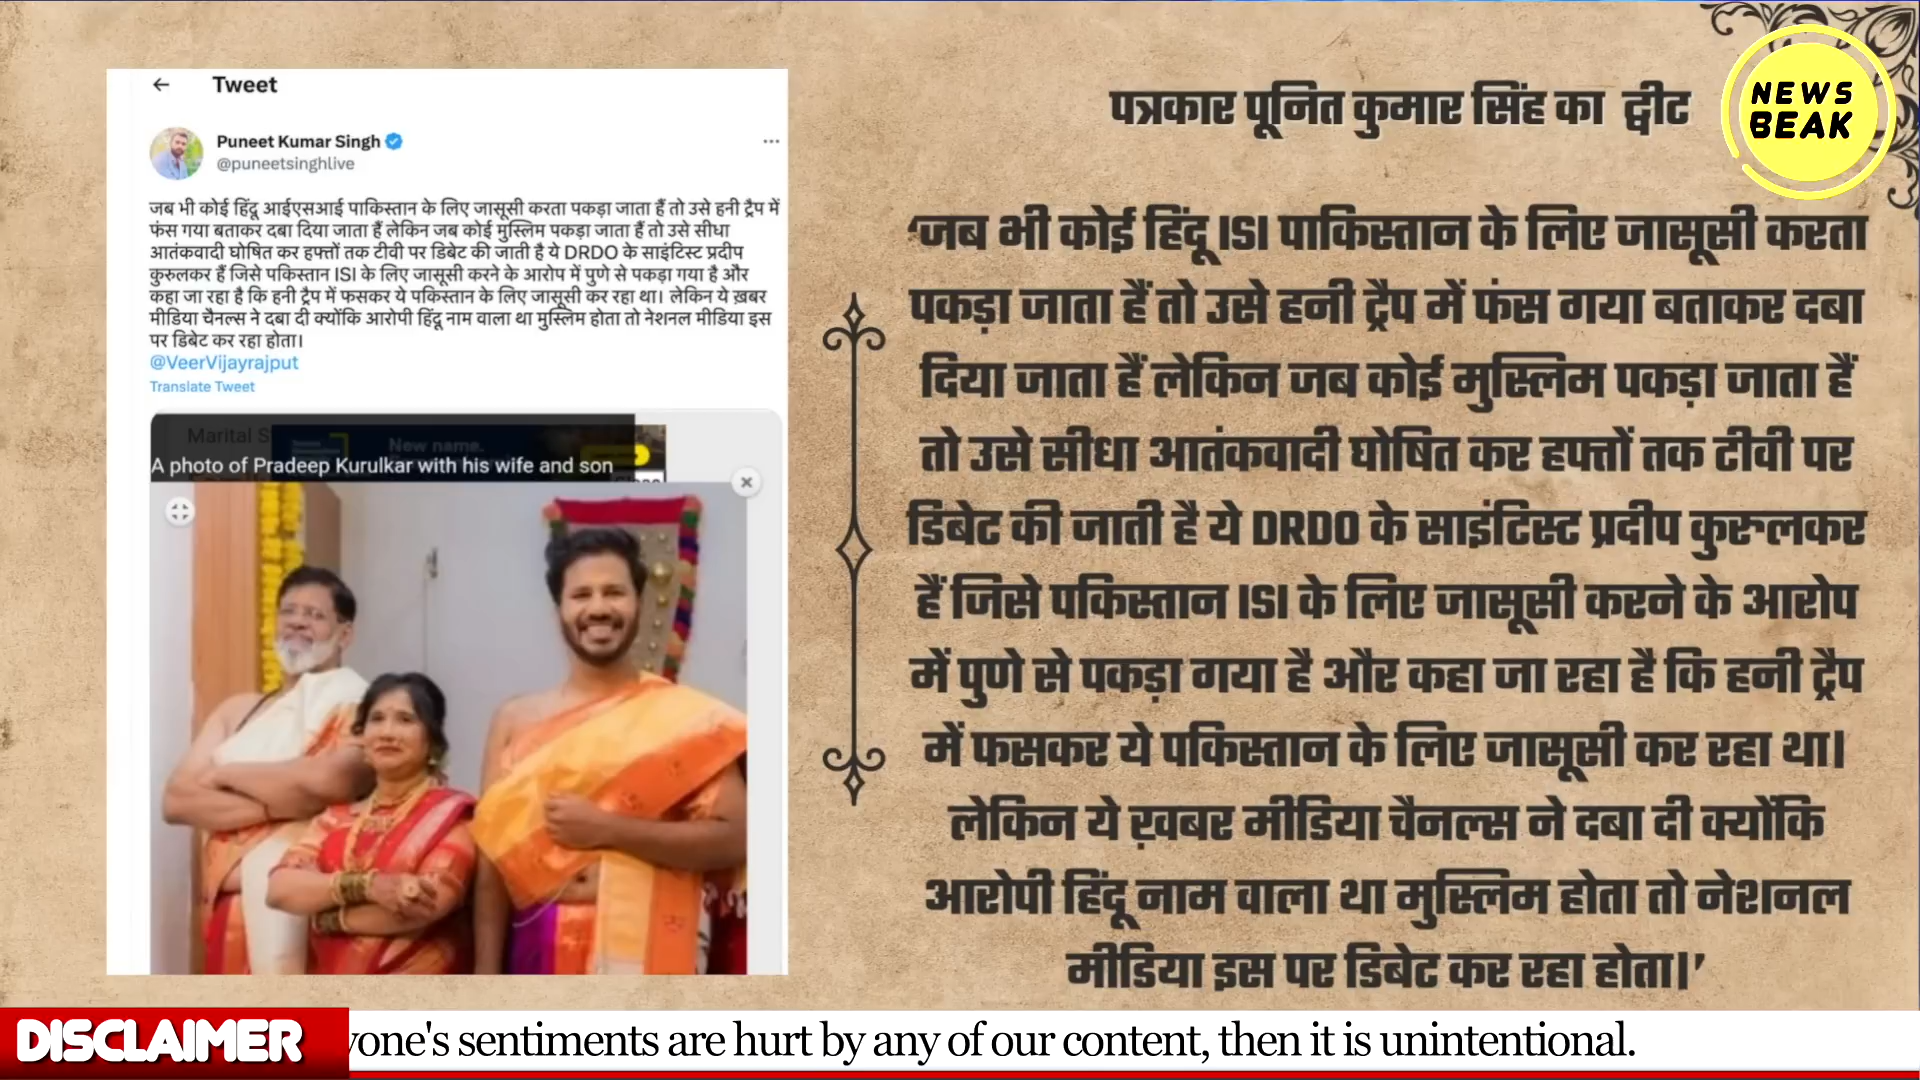 Tweet
Puneet Kumar Singh
@puneetsinghlive
जब भी कोई हिंदू आईएसआई पाकिस्तान के लिए जासूसी करता पकड़ा जाता हैं तो उसे हनी ट्रैप में
फंस गया बताकर दबा दिया जाता हैं लेकिन जब कोई मुस्लिम पकड़ा जाता हैं तो उसे सीधा
आतंकवादी घोषित कर हफ्तों तक टीवी पर डिबेट की जाती है ये DRDO के साइंटिस्ट प्रदीप
कुरुलकर हैं जिसे पकिस्तान ISI के लिए जासूसी करने के आरोप में पुणे से पकड़ा गया है और
कहा जा रहा है कि हनी ट्रैप में फसकर ये पकिस्तान के लिए जासूसी कर रहा था। लेकिन ये ख़बर
मीडिया चैनल्स ने दबा दी क्योंकि आरोपी हिंदू नाम वाला था मुस्लिम होता तो नेशनल मीडिया इस
पर डिबेट कर रहा होता।
@VeerVijayrajput
Translate Tweet
Marital S
New name.
A photo of Pradeep Kurulkar with his wife and son
पत्रकार पूनित कुमार सिंह का ट्वीट
NEWS
BEAK
‘जब भी कोई हिंदू ISI पाकिस्तान के लिए जासूसी करता
पकड़ा जाता हैं तो उसे हनी ट्रैप में फंस गया बताकर दबा
दिया जाता हैं लेकिन जब कोई मुस्लिम पकड़ा जाता हैं
तो उसे सीधा आतंकवादी घोषित कर हफ्तों तक टीवी पर
डिबेट की जाती है ये DRDO के साइंटिस्ट प्रदीप कुरुलकर
हैं जिसे पकिस्तान ISI के लिए जासूसी करने के आरोप
में पुणे से पकड़ा गया है और कहा जा रहा है कि हनी ट्रैप
में फसकर ये पकिस्तान के लिए जासूसी कर रहा था।
लेकिन ये ख़बर मीडिया चैनल्स ने दबा दी क्योंकि
आरोपी हिंदू नाम वाला था मुस्लिम होता तो नेशनल
मीडिया इस पर डिबेट कर रहा होता।’
DISCLAIMER
yone's sentiments are hurt by any of our content, then it is unintentional.